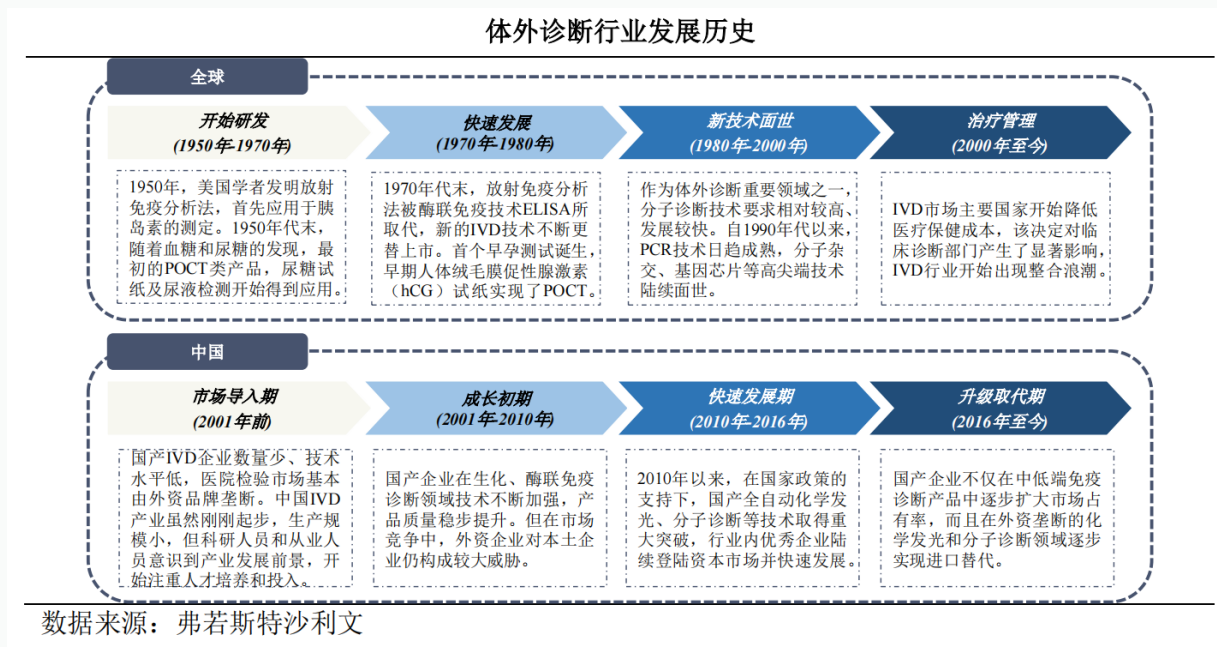 体外诊断行业发展历史
全球
开始研发
(1950年-1970年)
快速发展
(1970年-1980年)
新技术面世
(1980年-2000年)
治疗管理
(2000年至今)
1950年，美国学者发明放射
免疫分析法，首先应用于胰
岛素的测定。1950年代末，
随着血糖和尿糖的发现，最
初的POCT类产品，尿糖试
纸及尿液检测开始得到应用。
1970年代末，放射免疫分析
法被酶联免疫技术ELISA所
取代，新的IVD技术不断更
替上市。首个早孕测试诞生，
早期人体绒毛膜促性腺激素
（hCG）试纸实现了POCT。
作为体外诊断重要领域之一，
分子诊断技术要求相对较高、
发展较快。自1990年代以来，
PCR技术日趋成熟，分子杂
交、基因芯片等高尖端技术
陆续面世。
IVD市场主要国家开始降低
医疗保健成本，该决定对临
床诊断部门产生了显著影响，
IVD行业开始出现整合浪潮。
中国
市场导入期
(2001年前)
成长初期
(2001年-2010年)
快速发展期
(2010年-2016年)
升级取代期
(2016年至今)
国产IVD企业数量少、技术
水平低，医院检验市场基本
由外资品牌垄断。中国IVD
产业虽然刚刚起步，生产规
模小，但科研人员和从业人
员意识到产业发展前景，开
始注重人才培养和投入。
国产企业在生化、酶联免疫
诊断领域技术不断加强，产
品质量稳步提升。但在市场
竞争中，外资企业对本土企
业仍构成较大威胁。
2010年以来，在国家政策的
支持下，国产全自动化学发
光、分子诊断等技术取得重
大突破，行业内优秀企业陆
续登陆资本市场并快速发展。
国产企业不仅在中低端免疫
诊断产品中逐步扩大市场占
有率，而且在外资垄断的化
学发光和分子诊断领域逐步
实现进口替代。
数据来源：弗若斯特沙利文